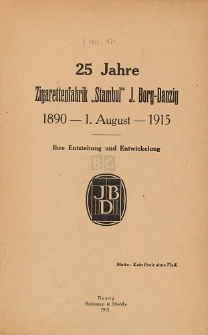 25 Jahre
Zigarettenfabrik „Stambul“ J. Borg-Danzig
1890 — 1. August — 1915
Ihre Entstehung und Entwickelung
JBD
Motto: Kein Preis ohne Fleiß
Danzig
1915